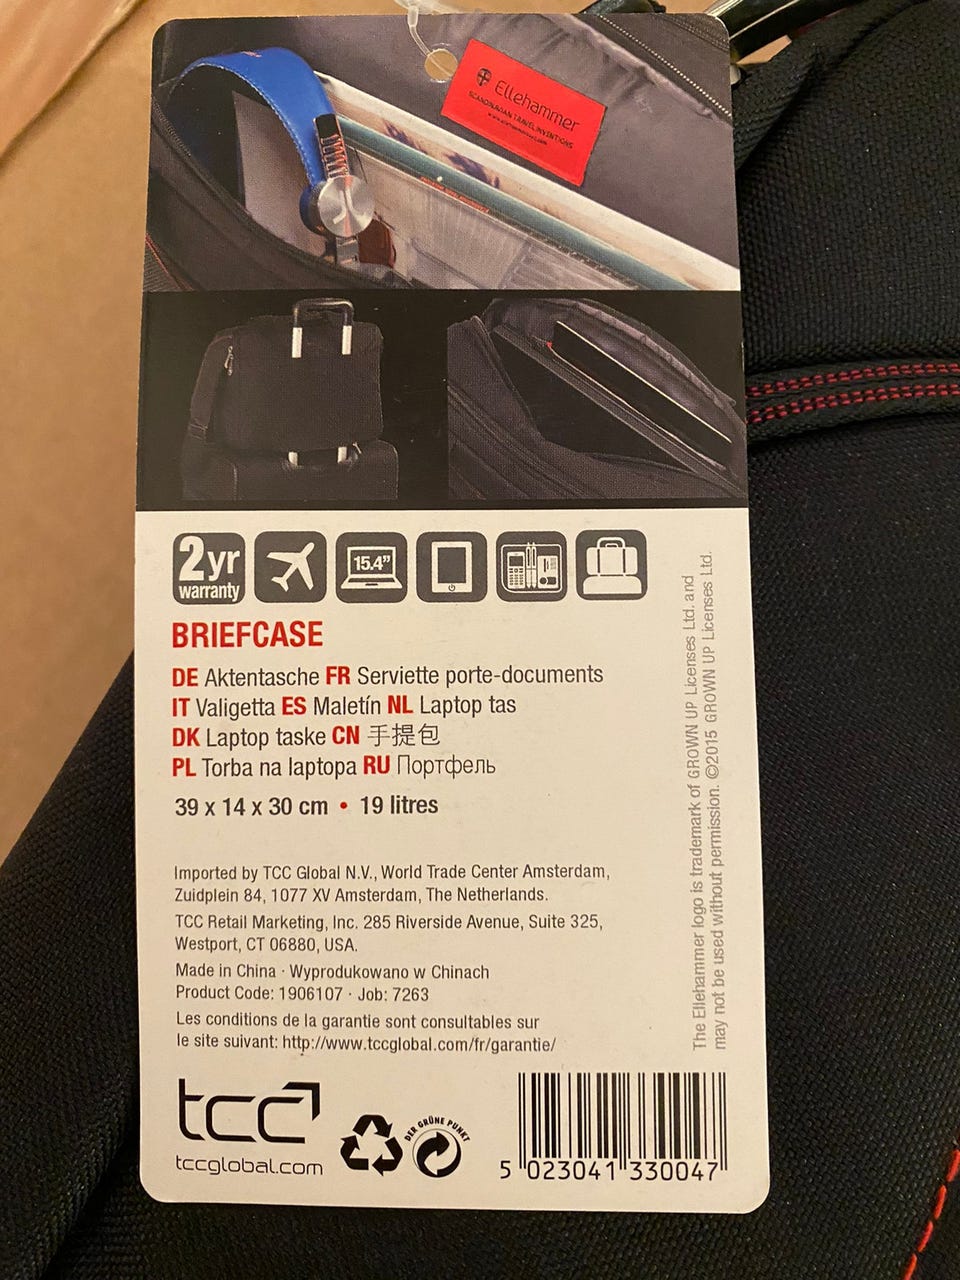 Ellehammer
SCANDINAVIAN TRAVEL INVENTIONS
www.ellehammer1.com
2yr
warranty
15.4"
BRIEFCASE
DE Aktentasche FR Serviette porte-documents
IT Valigetta ES Maletín NL Laptop tas
DK Laptop taske CN 手提包
PL Torba na laptopa RU Портфель
39 x 14 x 30 cm • 19 litres
Imported by TCC Global N.V., World Trade Center Amsterdam,
Zuidplein 84, 1077 XV Amsterdam, The Netherlands.
TCC Retail Marketing, Inc. 285 Riverside Avenue, Suite 325,
Westport, CT 06880, USA.
Made in China · Wyprodukowano w Chinach
Product Code: 1906107 · Job: 7263
Les conditions de la garantie sont consultables sur
le site suivant: http://www.tccglobal.com/fr/garantie/
The Ellehammer logo is trademark of GROWN UP Licenses Ltd. and
may not be used without permission. ©2015 GROWN UP Licenses Ltd.
tcc
tccglobal.com
DER GRÜNE PUNKT
5 023041 330047